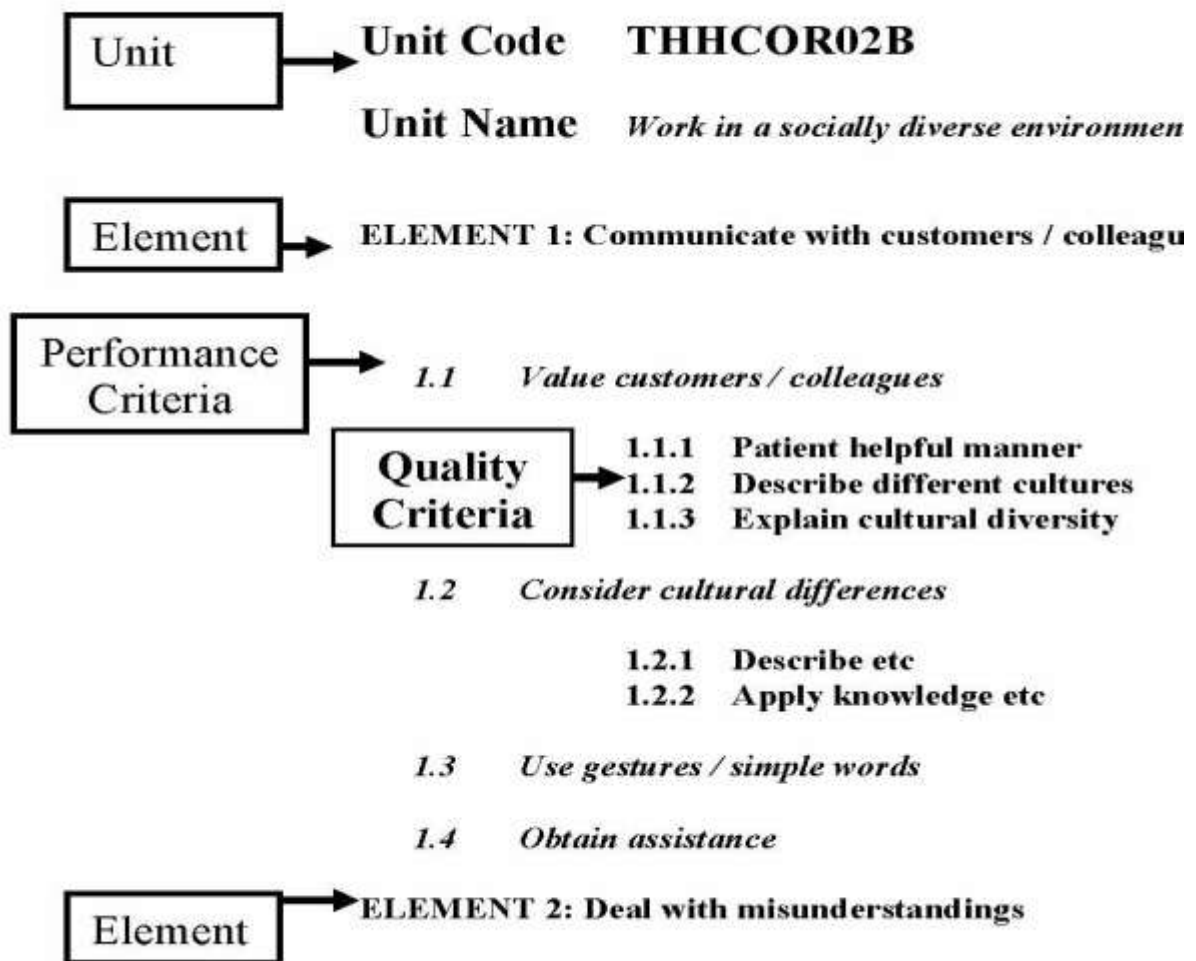 Unit
Unit Code THHCOR02B
Unit Name Work in a socially diverse environmen
Element
ELEMENT 1: Communicate with customers / colleagu
Performance
Criteria
1.1 Value customers / colleagues
Quality
Criteria
1.1.1 Patient helpful manner
1.1.2 Describe different cultures
1.1.3 Explain cultural diversity
1.2 Consider cultural differences
1.2.1 Describe etc
1.2.2 Apply knowledge etc
1.3 Use gestures / simple words
1.4 Obtain assistance
Element
ELEMENT 2: Deal with misunderstandings